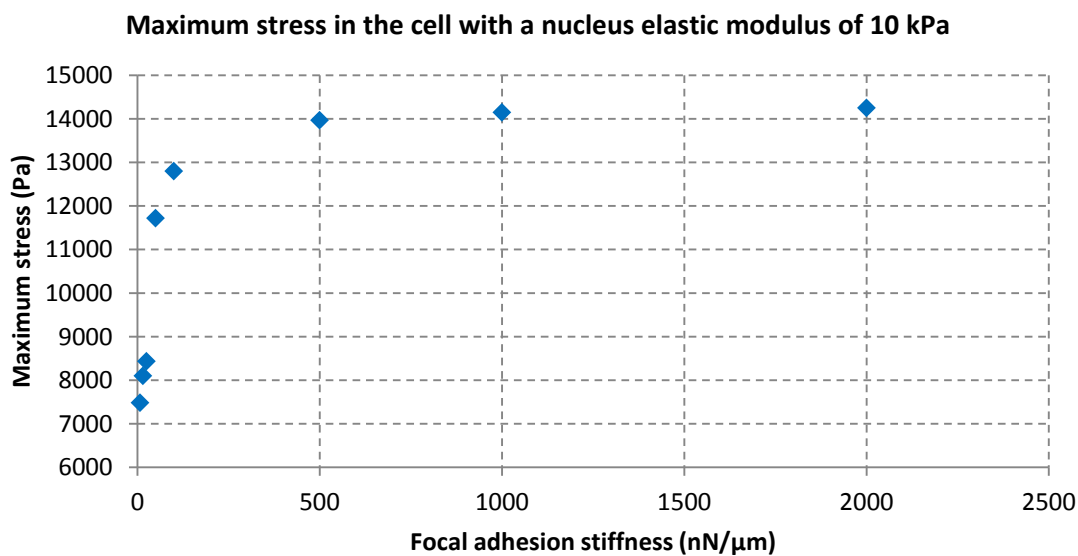 Maximum stress in the cell with a nucleus elastic modulus of 10 kPa
15000
14000
13000
12000
11000
10000
9000
8000
7000
6000
Maximum stress (Pa)
0 500 1000 1500 2000 2500
Focal adhesion stiffness (nN/μm)